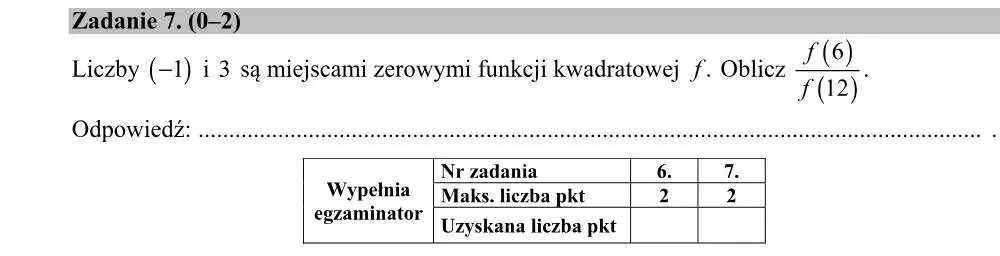 Zadanie 7. (0–2)
Liczby (−1) i 3 są miejscami zerowymi funkcji kwadratowej f. Oblicz f(6)/f(12).
Odpowiedź: ................................................................................................................................ .
Wypełnia egzaminator
Nr zadania 6. 7.
Maks. liczba pkt 2 2
Uzyskana liczba pkt